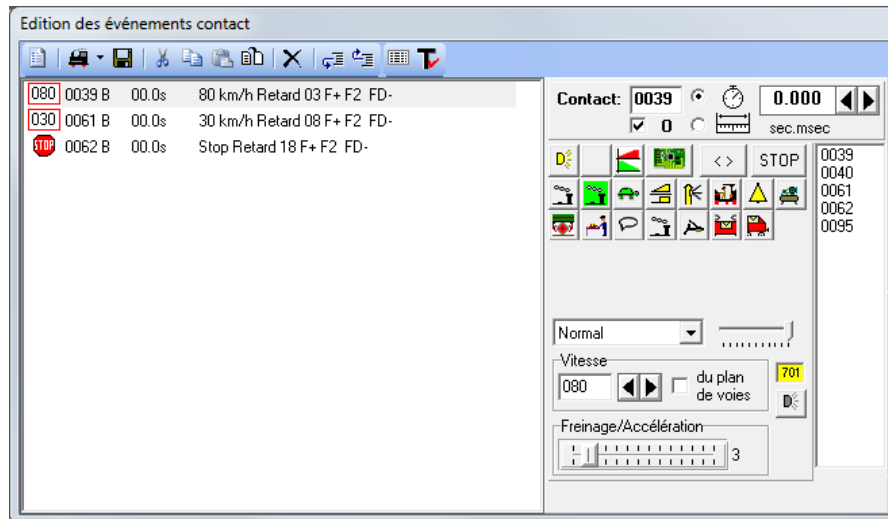 Edition des événements contact
080 0039 B 00.0s 80 km/h Retard 03 F+ F2 FD-
030 0061 B 00.0s 30 km/h Retard 08 F+ F2 FD-
STOP 0062 B 00.0s Stop Retard 18 F+ F2 FD-
Contact: 0039 0.000
0 sec.msec
D < > STOP
0039
0040
0061
0062
0095
Normal
Vitesse
080 du plan
de voies
701
D
Freinage/Accélération
3